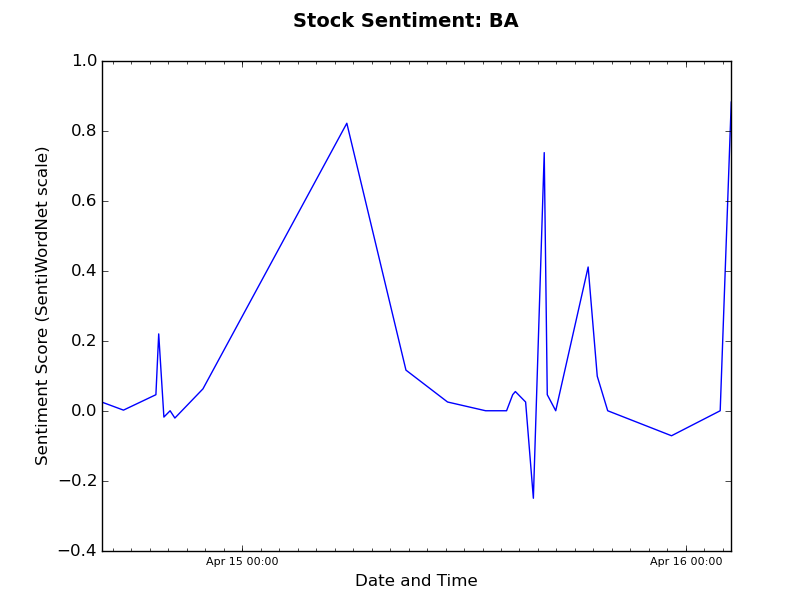 Stock Sentiment: BA
Sentiment Score (SentiWordNet scale)
1.0
0.8
0.6
0.4
0.2
0.0
−0.2
−0.4
Apr 15 00:00
Apr 16 00:00
Date and Time